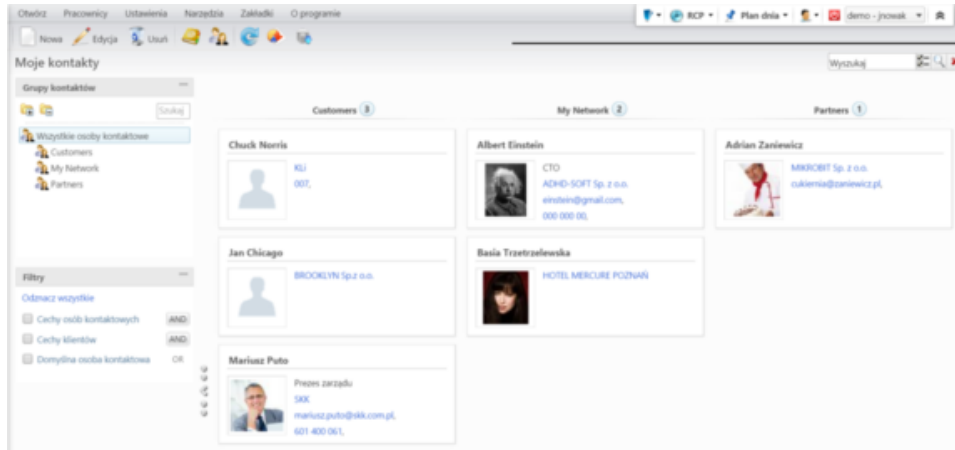 Otwórz Pracownicy Ustawienia Narzędzia Zakładki O programie
RCP Plan dnia demo - jnowak
Nowa Edycja Usuń
Moje kontakty
Wyszukaj
Grupy kontaktów
Szukaj
Wszystkie osoby kontaktowe
Customers
My Network
Partners
Filtry
Odznacz wszystkie
Cechy osób kontaktowych AND
Cechy klientów AND
Domyślna osoba kontaktowa OR
Customers 3
Chuck Norris
KLi
007,
Jan Chicago
BROOKLYN Sp.z o.o.
Mariusz Puto
Prezes zarządu
SKK
mariusz.puto@skk.com.pl,
601 400 061,
My Network 2
Albert Einstein
CTO
ADHD-SOFT Sp. z o.o.
einstein@gmail.com,
000 000 00,
Basia Trzetrzelewska
HOTEL MERCURE POZNAŃ
Partners 1
Adrian Zaniewicz
MIKROBIT Sp. z o.o.
cukiernia@zaniewicz.pl,